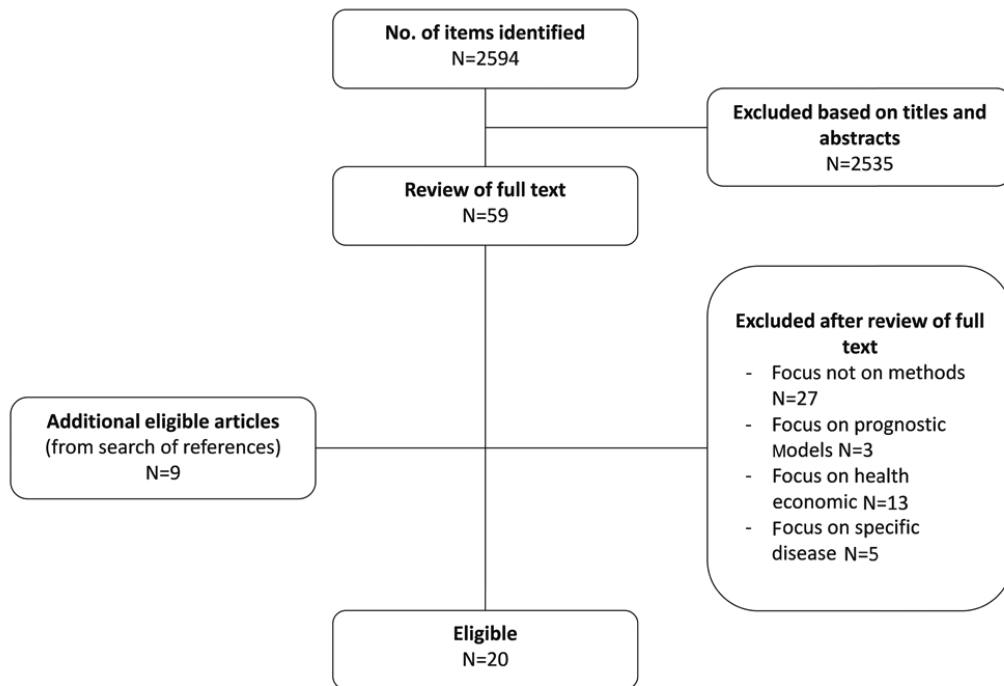 No. of items identified
N=2594
Excluded based on titles and
abstracts
N=2535
Review of full text
N=59
Excluded after review of full
text
- Focus not on methods
N=27
- Focus on prognostic
Models N=3
- Focus on health
economic N=13
- Focus on specific
disease N=5
Additional eligible articles
(from search of references)
N=9
Eligible
N=20